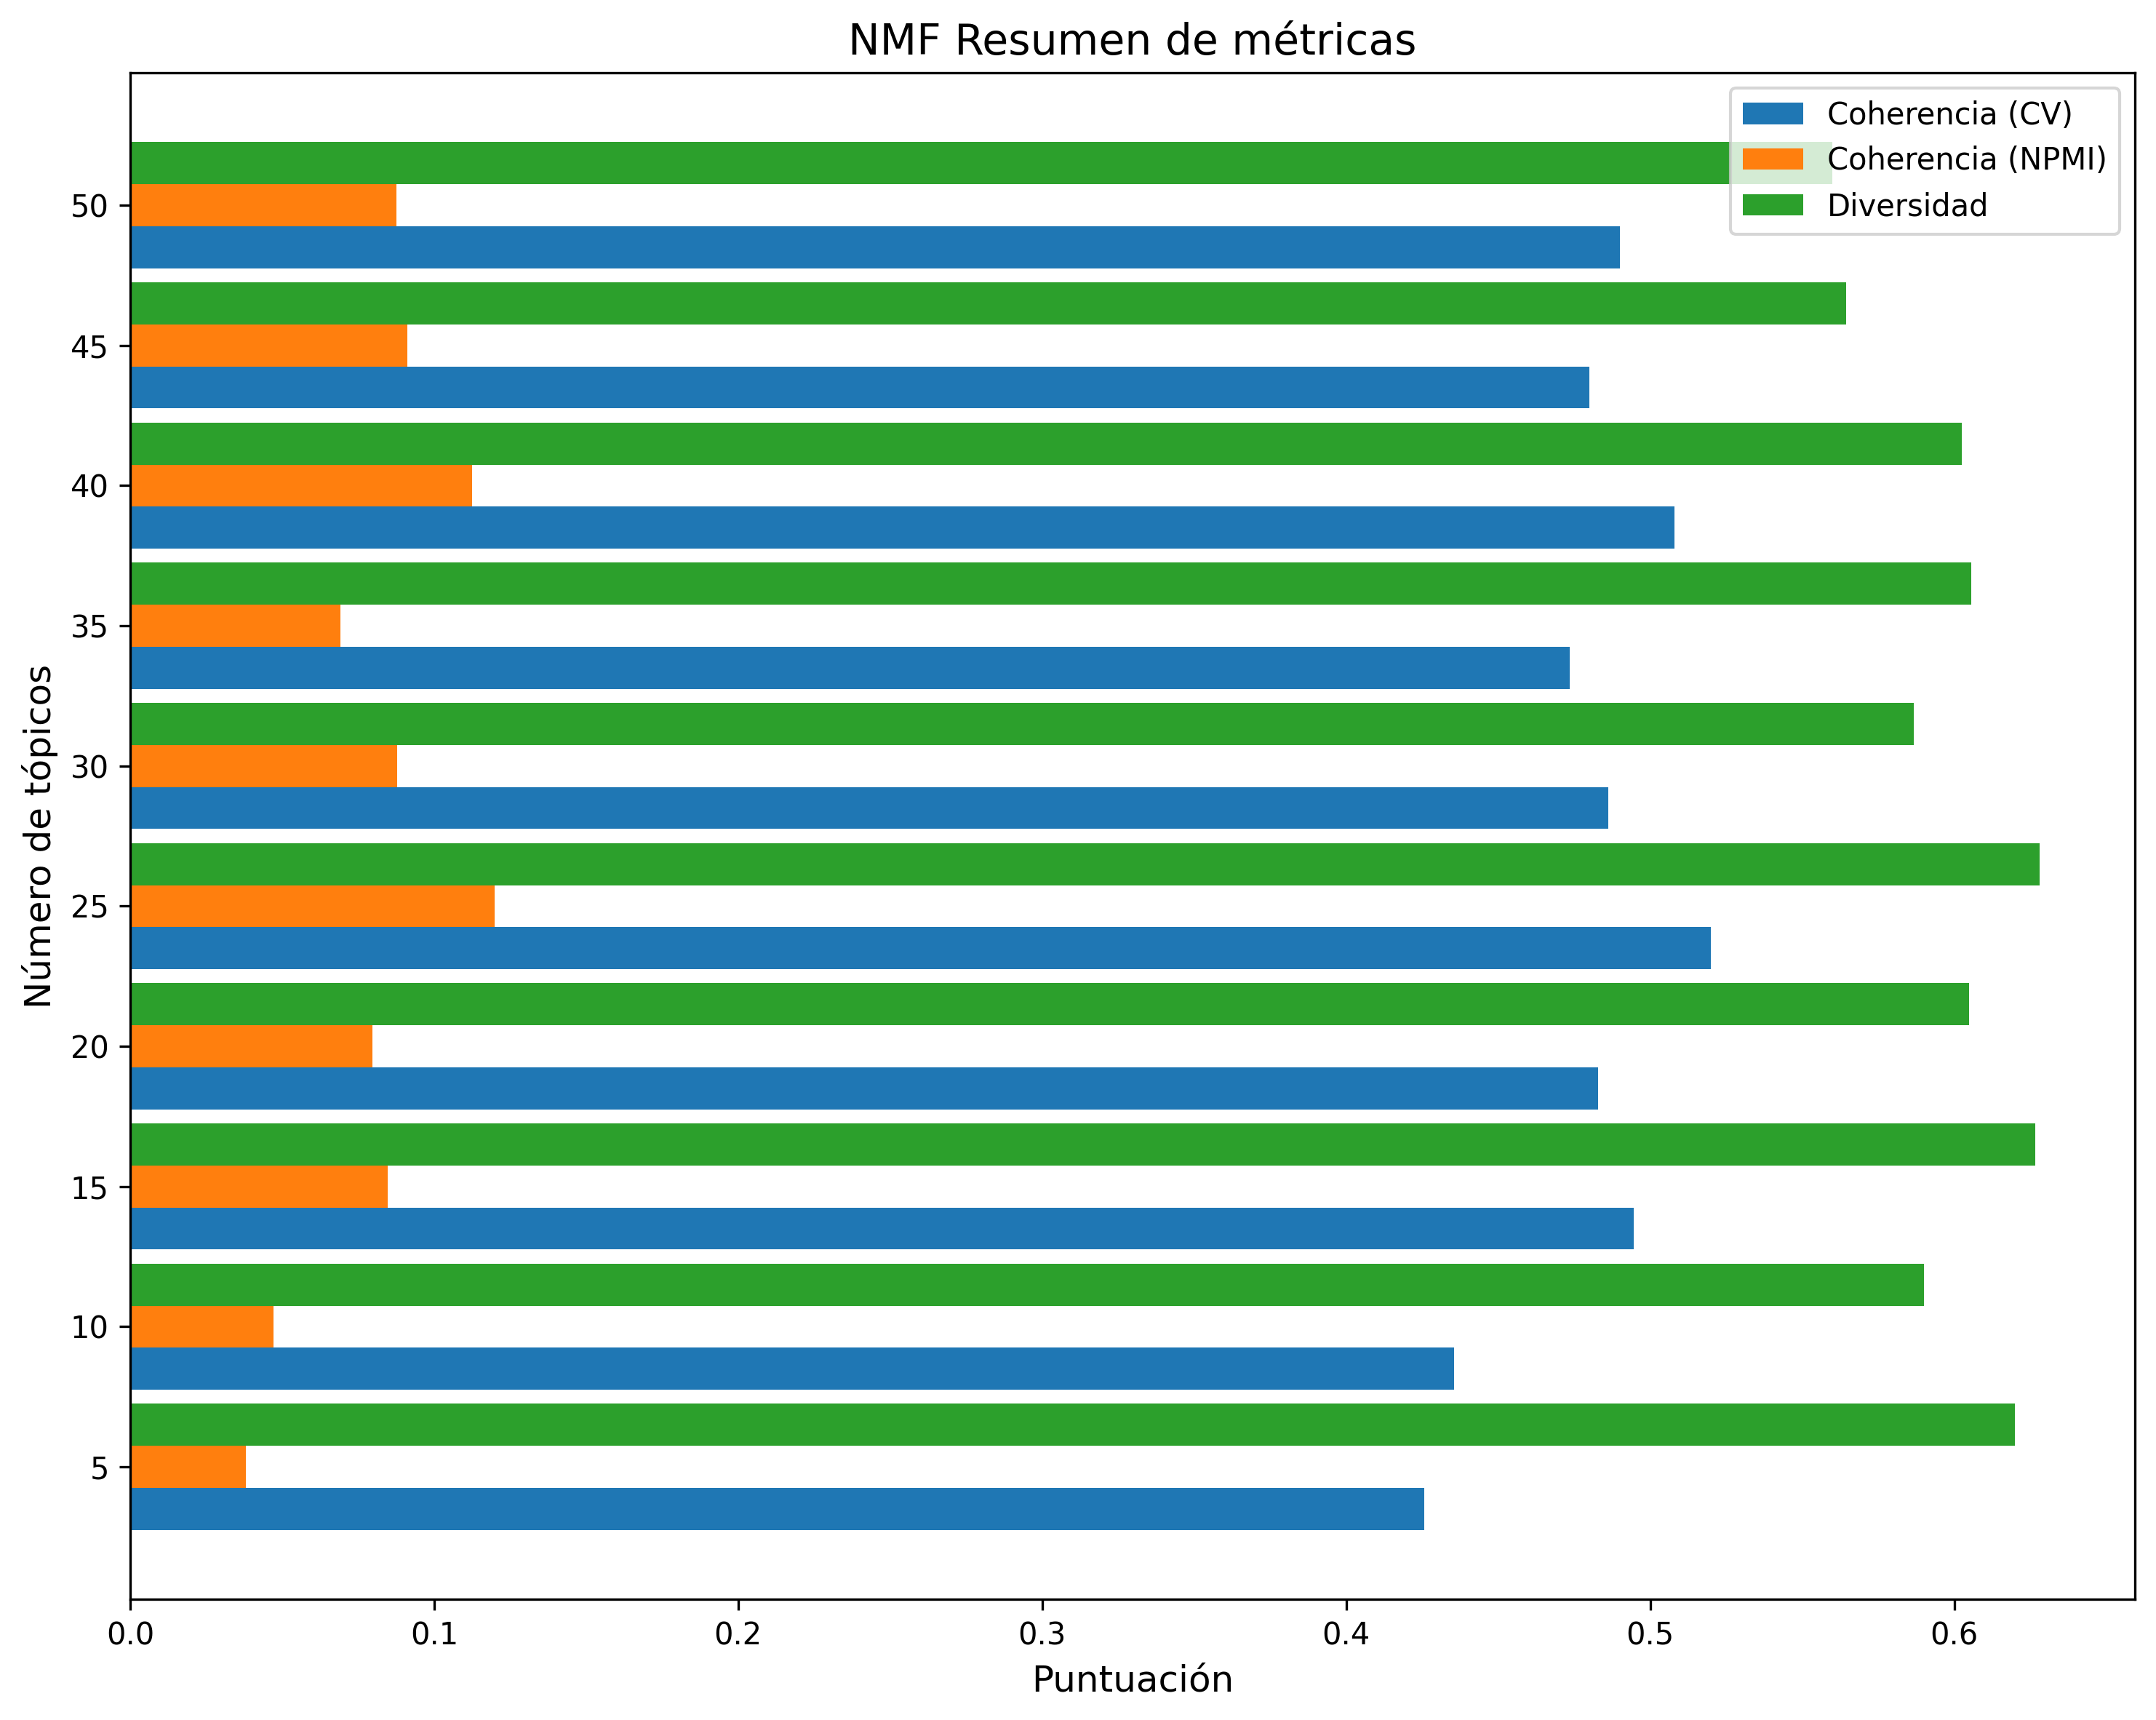 NMF Resumen de métricas
Coherencia (CV)
Coherencia (NPMI)
Diversidad
Número de tópicos
50
45
40
35
30
25
20
15
10
5
0.0 0.1 0.2 0.3 0.4 0.5 0.6
Puntuación